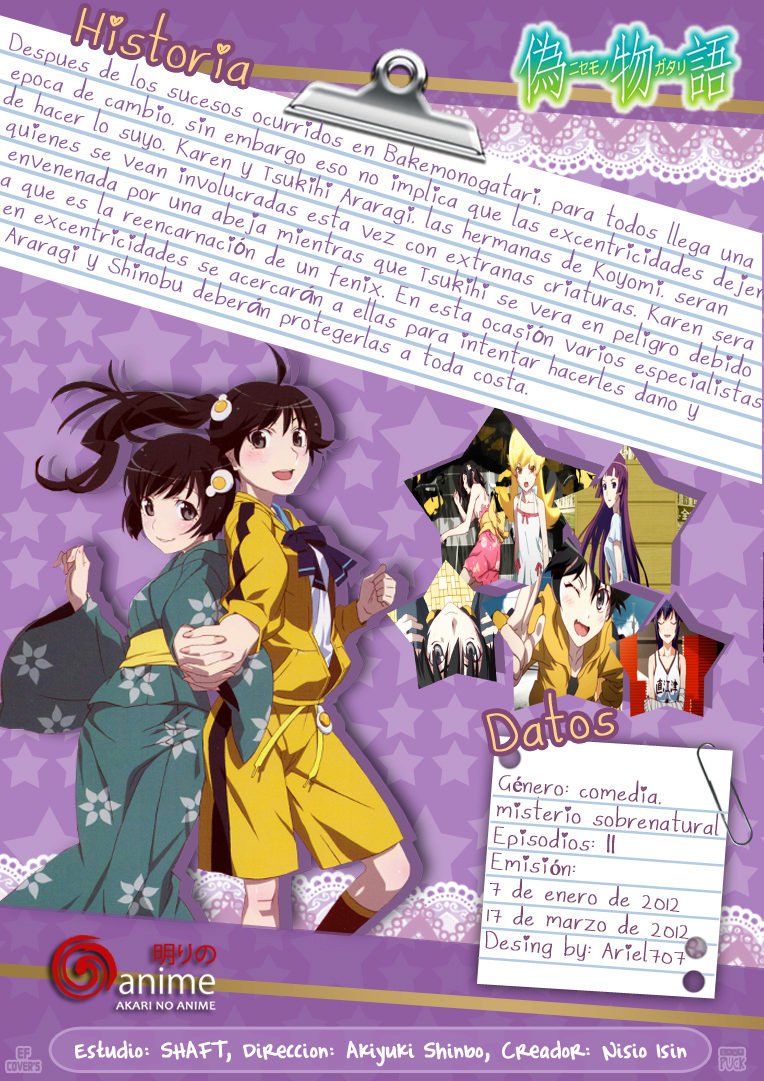 Historia
偽物語
ニセモノ ガタリ
Despues de los sucesos ocurridos en Bakemonogatari. para todos llega una
epoca de cambio. sin embargo eso no implica que las excentricidades dejen
de hacer lo suyo. Karen y Tsukihi Araragi. las hermanas de Koyomi. seran
quienes se vean involucradas esta vez con extranas criaturas. Karen sera
envenenada por una abeja mientras que Tsukihi se vera en peligro debido
a que es la reencarnación de un fenix. En esta ocasión varios especialistas
en excentricidades se acercarán a ellas para intentar hacerles dano y
Araragi y Shinobu deberán protegerlas a toda costa.
直江津
Datos
Género: comedia.
misterio sobrenatural
Episodios: 11
Emisión:
7 de enero de 2012
17 de marzo de 2012
Desing by: Ariel707
明りの
anime
AKARI NO ANIME
Estudio: SHAFT, Direccion: Akiyuki Shinbo, Creador: Nisio Isin
EF
COVER'S
PUCK